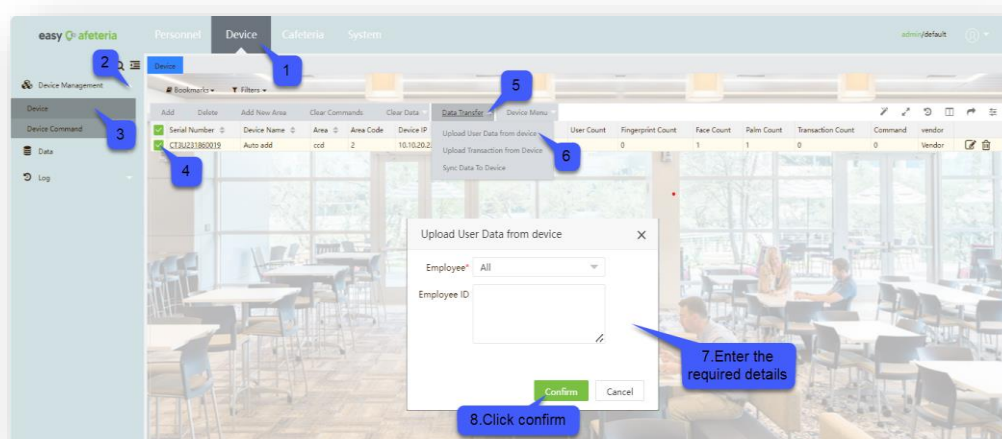 easy afeteria
Personnel Device Cafeteria System
admin/default
1
2
Device
Device Management
Bookmarks Filters
5
Device
Add Delete Add New Area Clear Commands Clear Data Data Transfer Device Menu
3
Device Command
Serial Number Device Name Area Area Code Device IP User Count Fingerprint Count Face Count Palm Count Transaction Count Command vendor
Upload User Data from device
CT3U231860019 Auto add ccd 2 0 1 1 0 0 Vendor
6
Data
Upload Transaction from Device
4
Sync Data To Device
Log
Upload User Data from device
Employee* All
Employee ID
7.Enter the
required details
Confirm Cancel
8.Click confirm